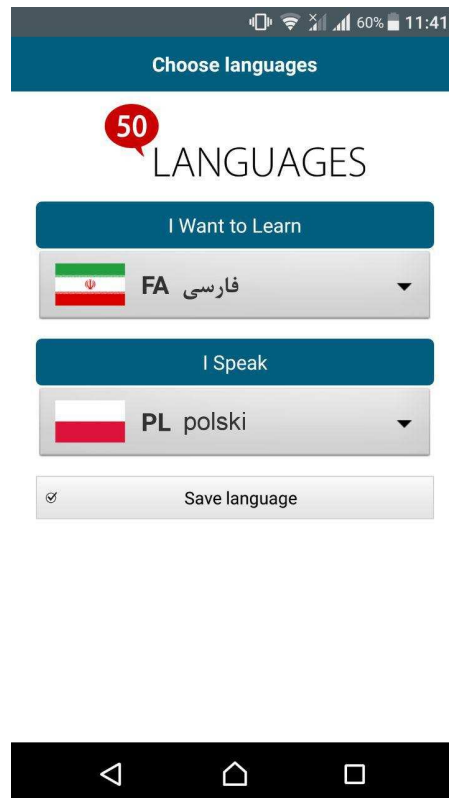 60% 11:41
Choose languages
50
LANGUAGES
I Want to Learn
FA فارسی
I Speak
PL polski
Save language